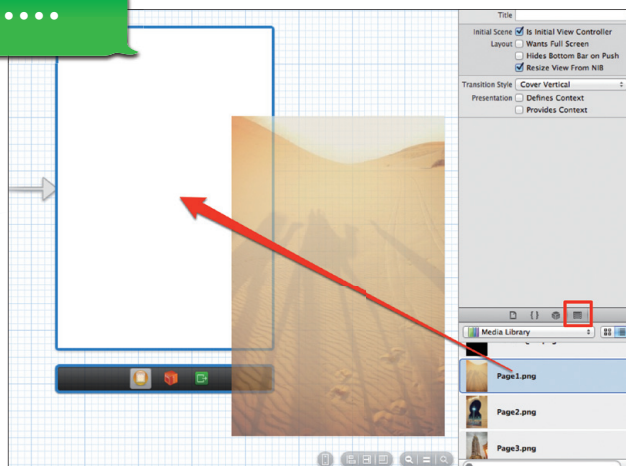 Title
Initial Scene Is Initial View Controller
Layout Wants Full Screen
Hides Bottom Bar on Push
Resize View From NIB
Transition Style Cover Vertical
Presentation Defines Context
Provides Context
{}
Media Library
Page1.png
Page2.png
Page3.png